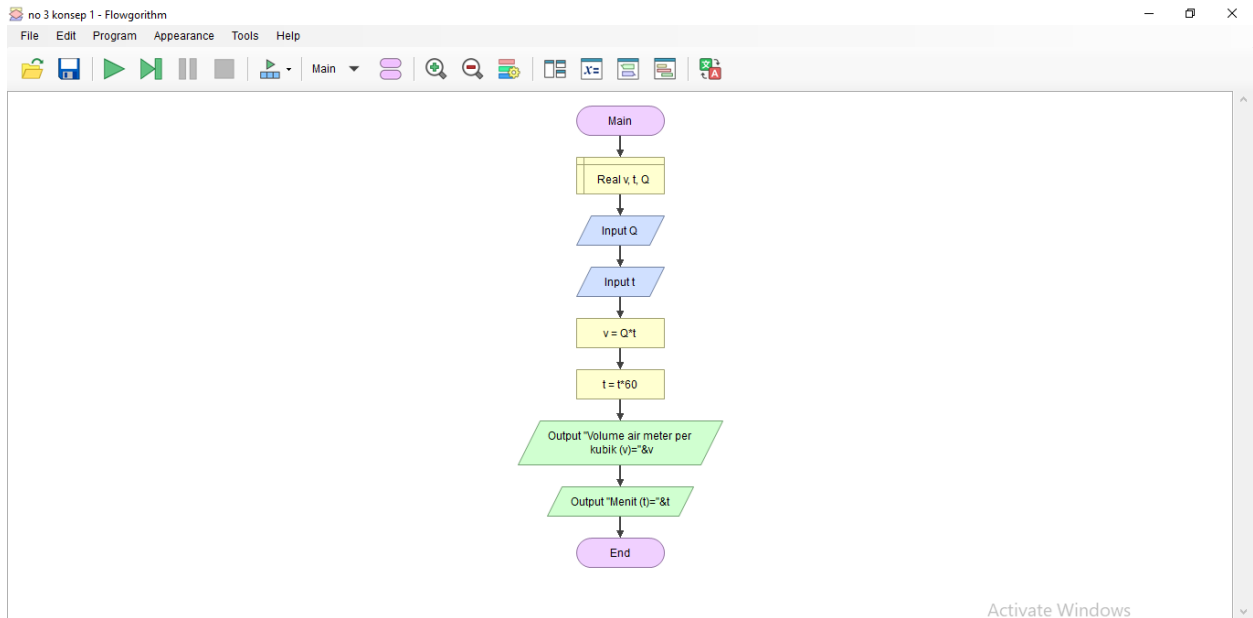 no 3 konsep 1 - Flowgorithm
File Edit Program Appearance Tools Help
Main
x=
Main
Real v, t, Q
Input Q
Input t
v = Q*t
t = t*60
Output "Volume air meter per
kubik (v)="&v
Output "Menit (t)="&t
End
Activate Windows